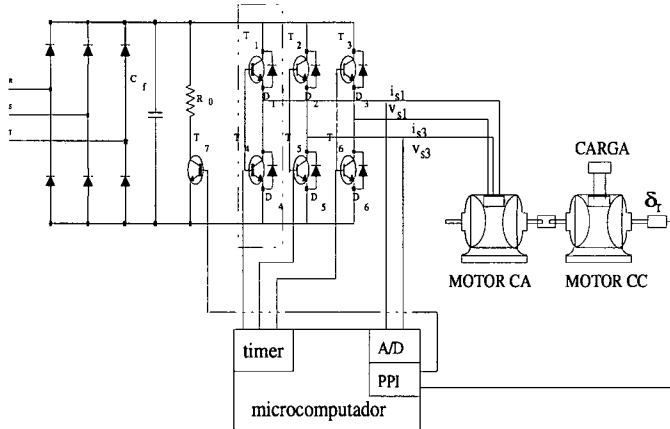 T 1
T 2
T 3
R
S
T
C f
R 0
D 1
D 2
D 3
i s1
v s1
i s3
v s3
T 7
T 4
T 5
T 6
D 4
D 5
D 6
CARGA
δr
MOTOR CA
MOTOR CC
timer
A/D
PPI
microcomputador